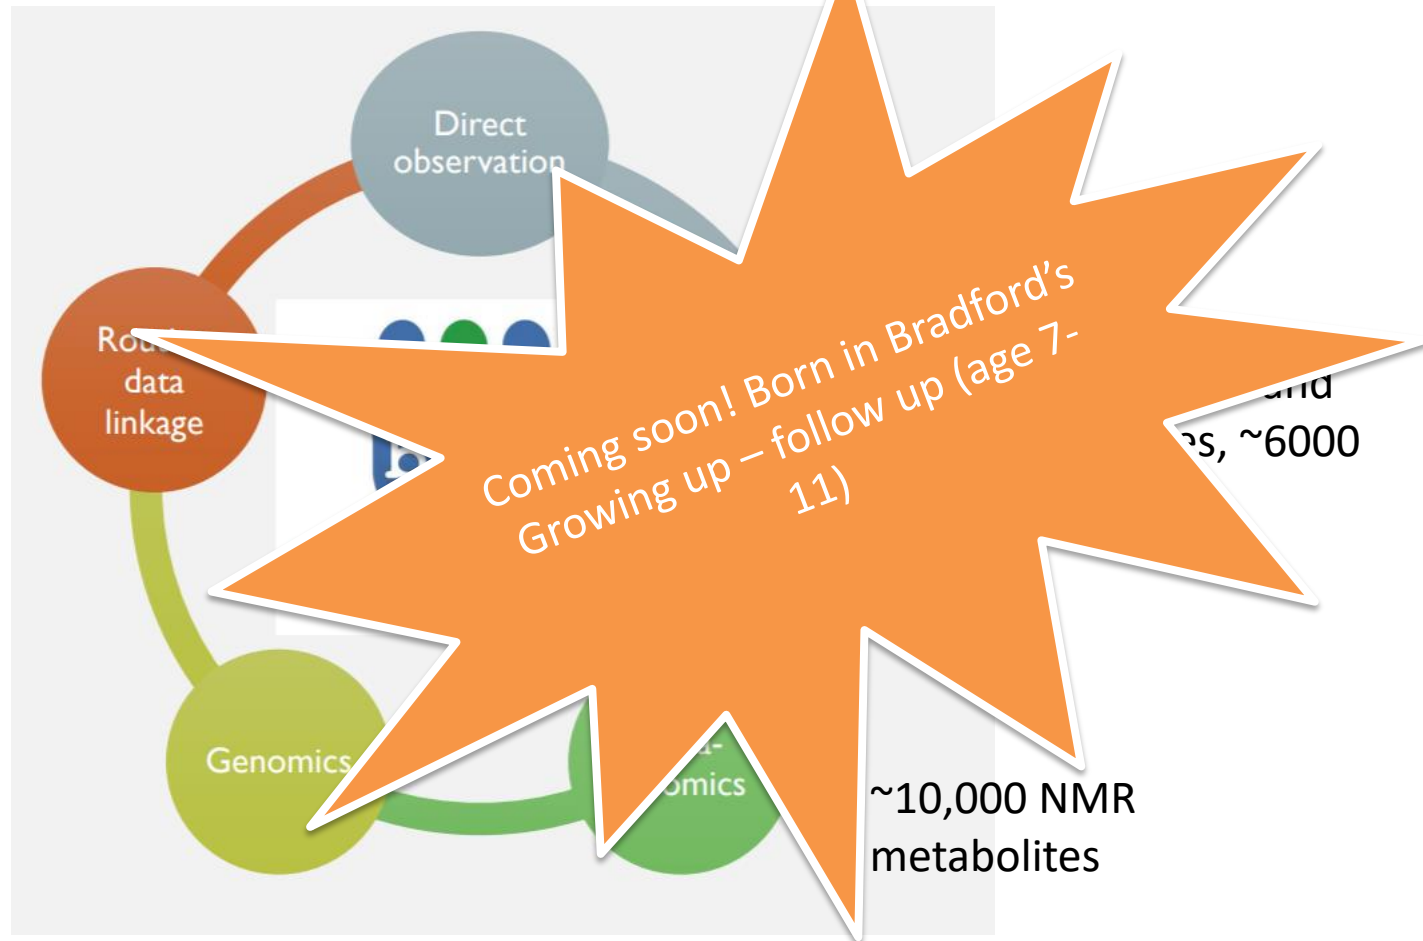 Direct
observation
data
linkage
Coming soon! Born in Bradford's
Growing up – follow up (age 7-
11)
and
~6000
Genomics
~10,000 NMR
metabolites